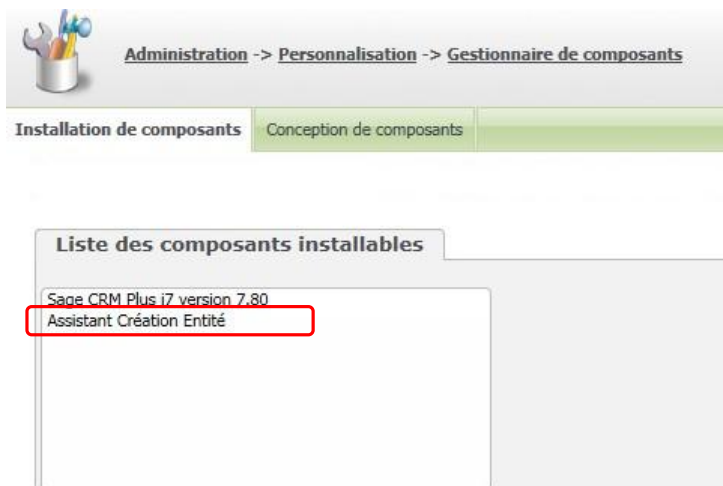 Administration -> Personnalisation -> Gestionnaire de composants
Installation de composants Conception de composants
Liste des composants installables
Sage CRM Plus i7 version 7.80
Assistant Création Entité